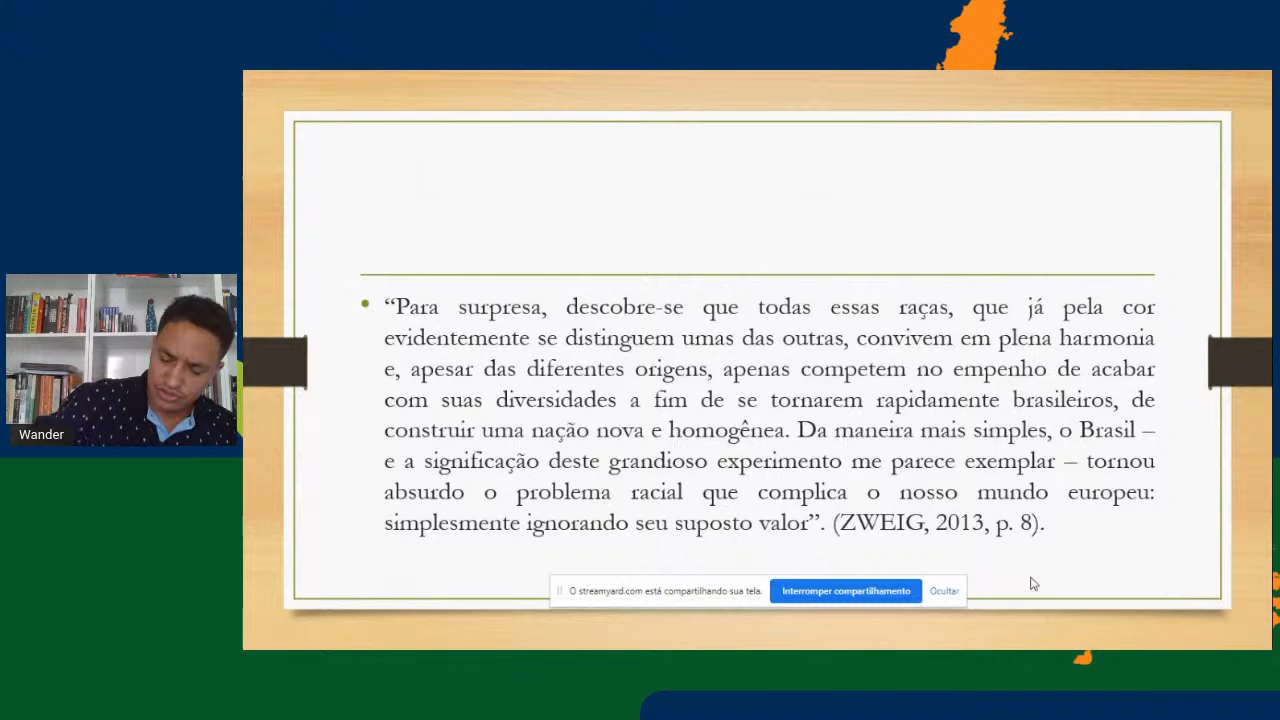 “Para surpresa, descobre-se que todas essas raças, que já pela cor
evidentemente se distinguem umas das outras, convivem em plena harmonia
e, apesar das diferentes origens, apenas competem no empenho de acabar
com suas diversidades a fim de se tornarem rapidamente brasileiros, de
construir uma nação nova e homogênea. Da maneira mais simples, o Brasil –
e a significação deste grandioso experimento me parece exemplar – tornou
absurdo o problema racial que complica o nosso mundo europeu:
simplesmente ignorando seu suposto valor”. (ZWEIG, 2013, p. 8).
Wander
O streamyard.com está compartilhando sua tela. Interromper compartilhamento Ocultar